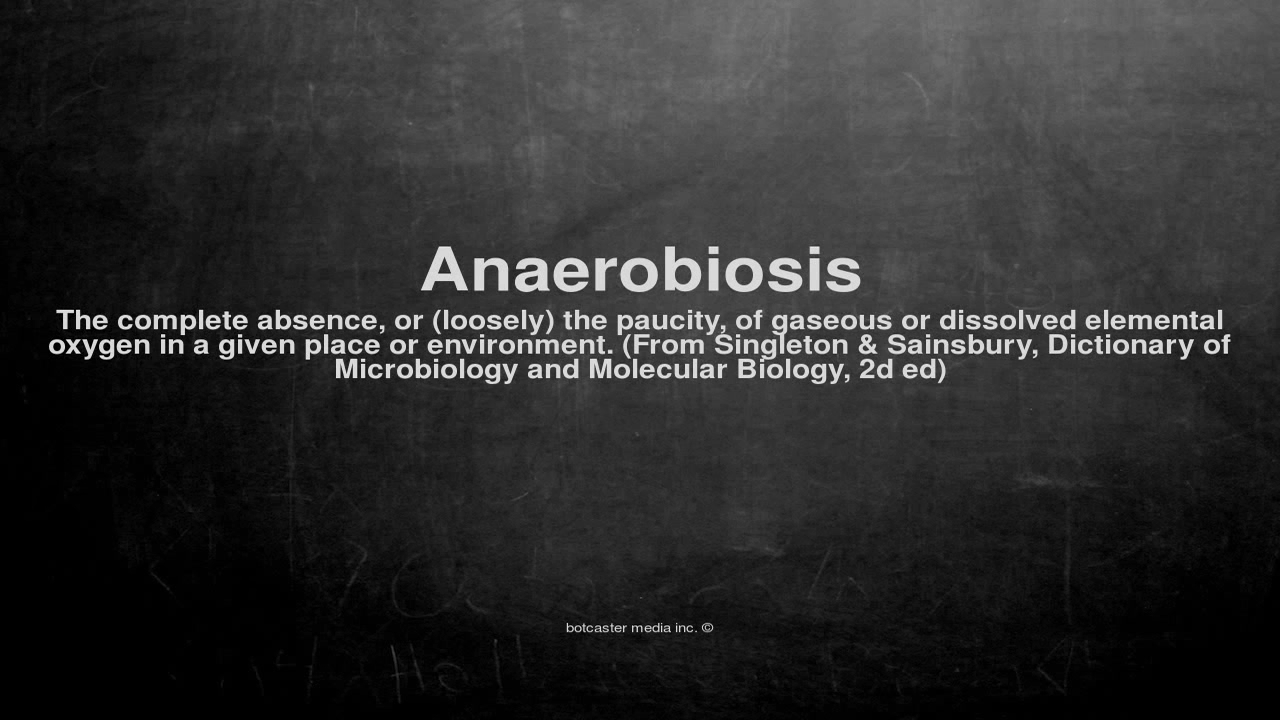 Anaerobiosis
The complete absence, or (loosely) the paucity, of gaseous or dissolved elemental
oxygen in a given place or environment. (From Singleton & Sainsbury, Dictionary of
Microbiology and Molecular Biology, 2d ed)
botcaster media inc. ©